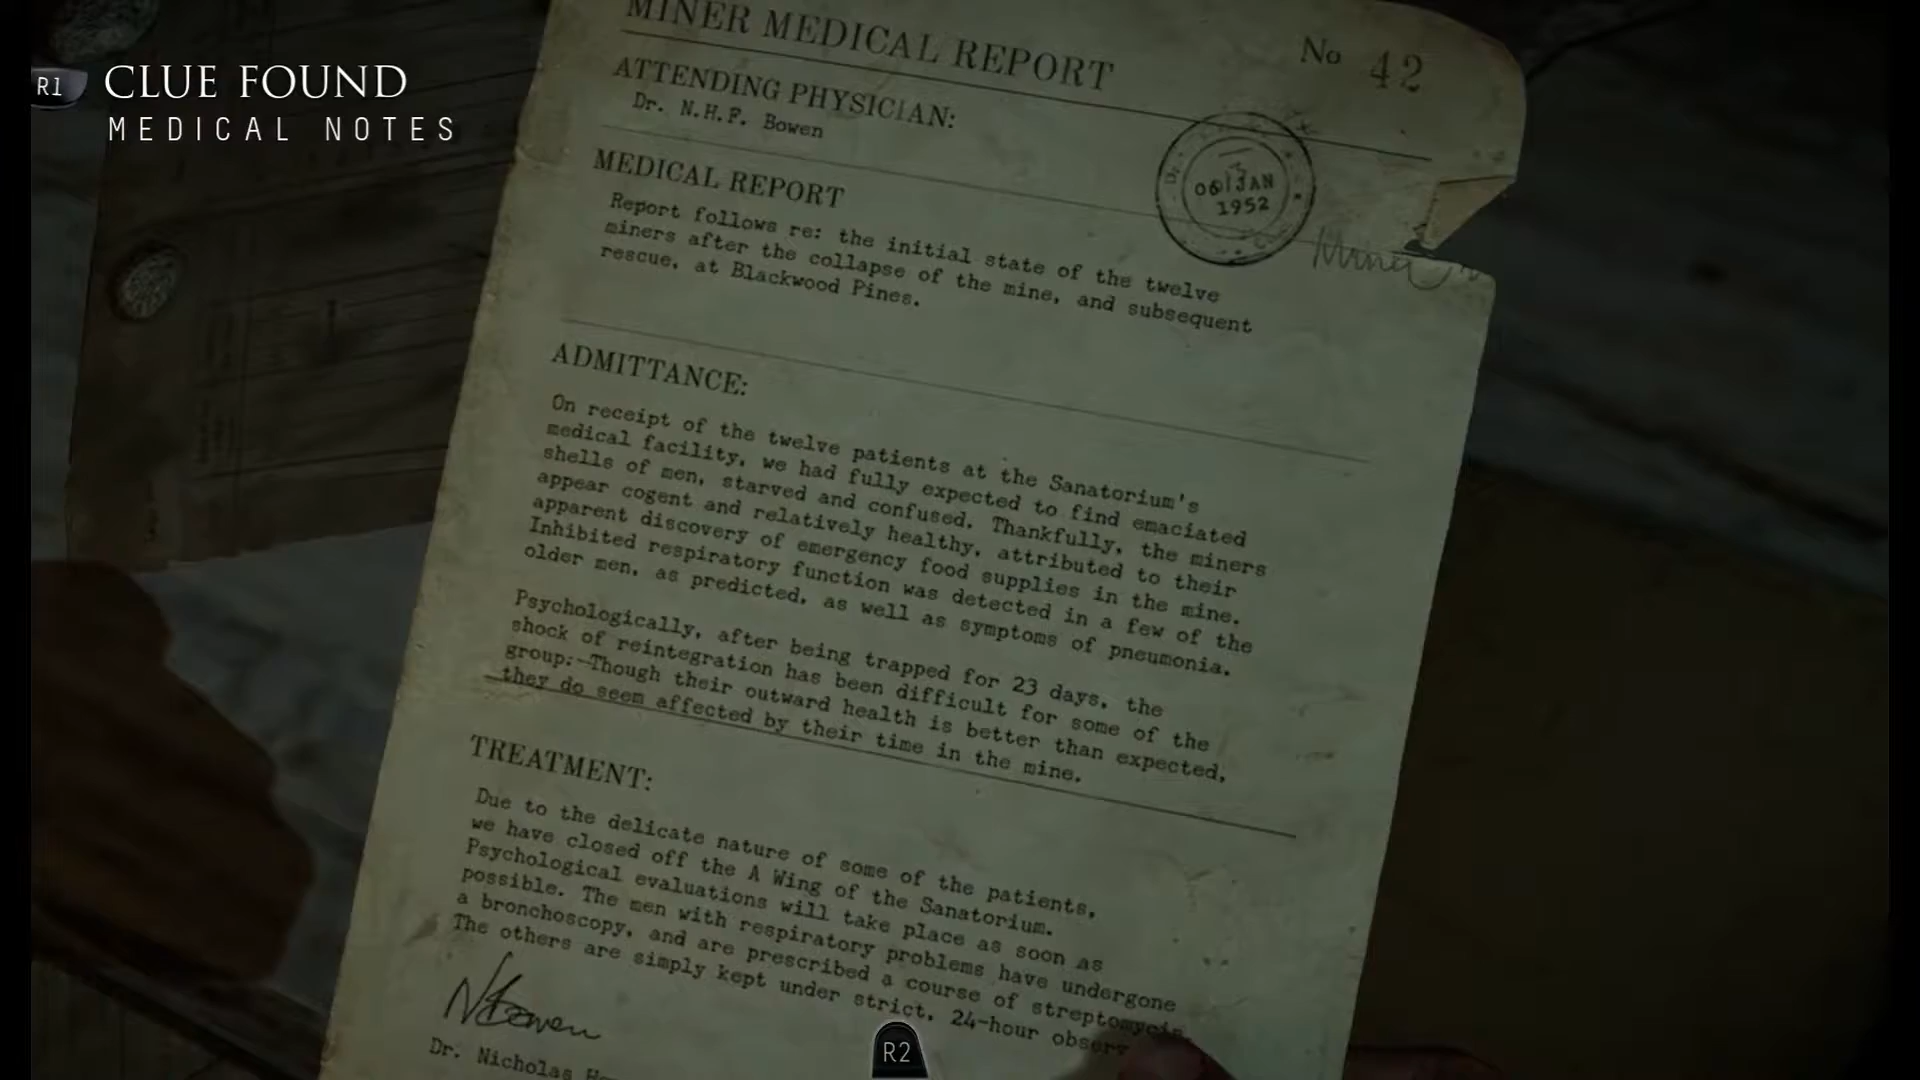 R1
CLUE FOUND
MEDICAL NOTES
MINER MEDICAL REPORT
No 42
ATTENDING PHYSICIAN:
Dr. N.H.F. Bowen
JAN
1952
MEDICAL REPORT
Report follows re: the initial state of the twelve
miners after the collapse of the mine, and subsequent
rescue, at Blackwood Pines.
ADMITTANCE:
On receipt of the twelve patients at the Sanatorium's
medical facility, we had fully expected to find emaciated
shells of men, starved and confused. Thankfully, the miners
appear cogent and relatively healthy, attributed to their
apparent discovery of emergency food supplies in the mine.
Inhibited respiratory function was detected in a few of the
older men, as predicted, as well as symptoms of pneumonia.
Psychologically, after being trapped for 23 days, the
shock of reintegration has been difficult for some of the
group: Though their outward health is better than expected,
they do seem affected by their time in the mine.
TREATMENT:
Due to the delicate nature of some of the patients,
we have closed off the A Wing of the Sanatorium.
Psychological evaluations will take place as soon as
possible. The men with respiratory problems have undergone
a bronchoscopy, and are prescribed a course of streptomycin.
The others are simply kept under strict, 24-hour
NBowen
Dr. Nicholas
R2